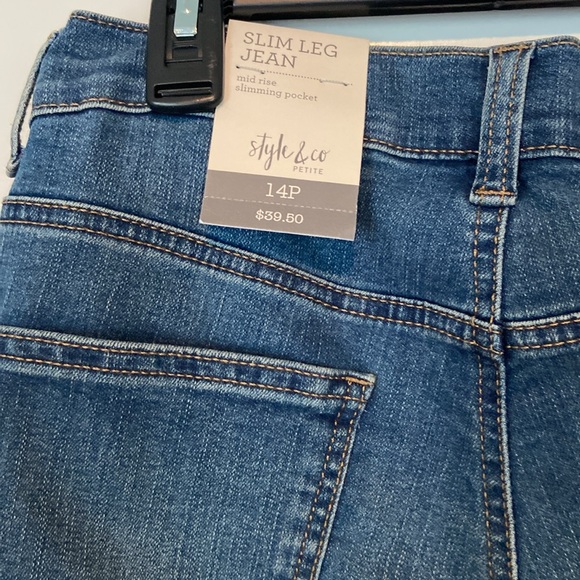 SLIM LEG
JEAN
mid rise
slimming pocket
style & co
PETITE
14P
$39.50